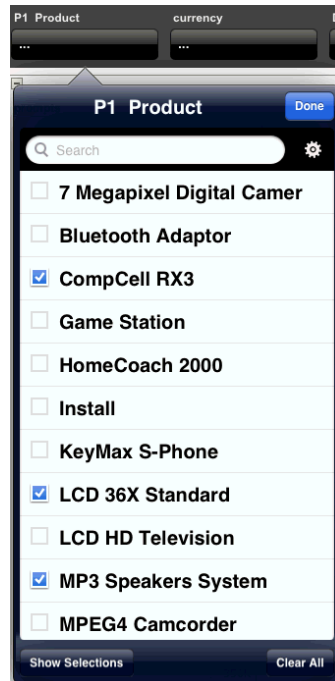 P1 Product
currency
...
...
P1 Product
Done
Search
7 Megapixel Digital Camer
Bluetooth Adaptor
CompCell RX3
Game Station
HomeCoach 2000
Install
KeyMax S-Phone
LCD 36X Standard
LCD HD Television
MP3 Speakers System
MPEG4 Camcorder
Show Selections
Clear All